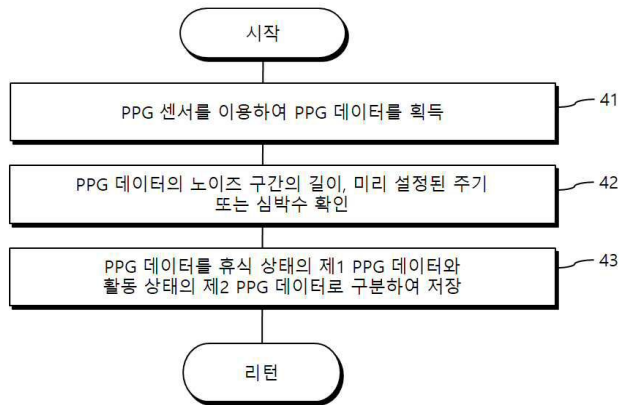 시작
PPG 센서를 이용하여 PPG 데이터를 획득
41
PPG 데이터의 노이즈 구간의 길이, 미리 설정된 주기
또는 심박수 확인
42
PPG 데이터를 휴식 상태의 제1 PPG 데이터와
활동 상태의 제2 PPG 데이터로 구분하여 저장
43
리턴